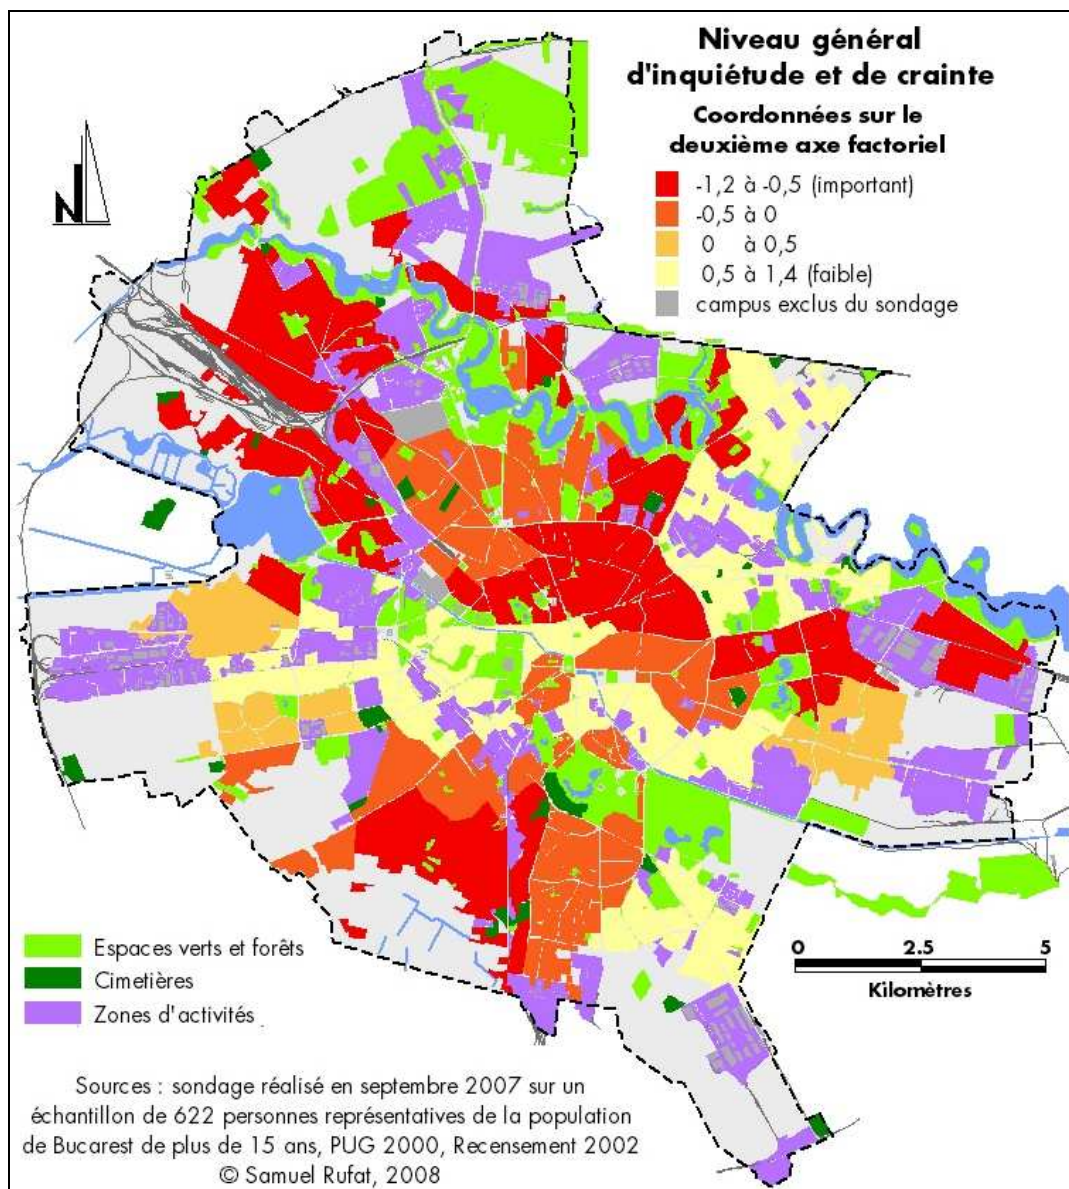 Niveau général
d'inquiétude et de crainte
Coordonnées sur le
deuxième axe factoriel
-1,2 à -0,5 (important)
-0,5 à 0
0 à 0,5
0,5 à 1,4 (faible)
campus exclus du sondage
N
Espaces verts et forêts
Cimetières
Zones d'activités
0 2.5 5
Kilomètres
Sources : sondage réalisé en septembre 2007 sur un
échantillon de 622 personnes représentatives de la population
de Bucarest de plus de 15 ans, PUG 2000, Recensement 2002
© Samuel Rufat, 2008